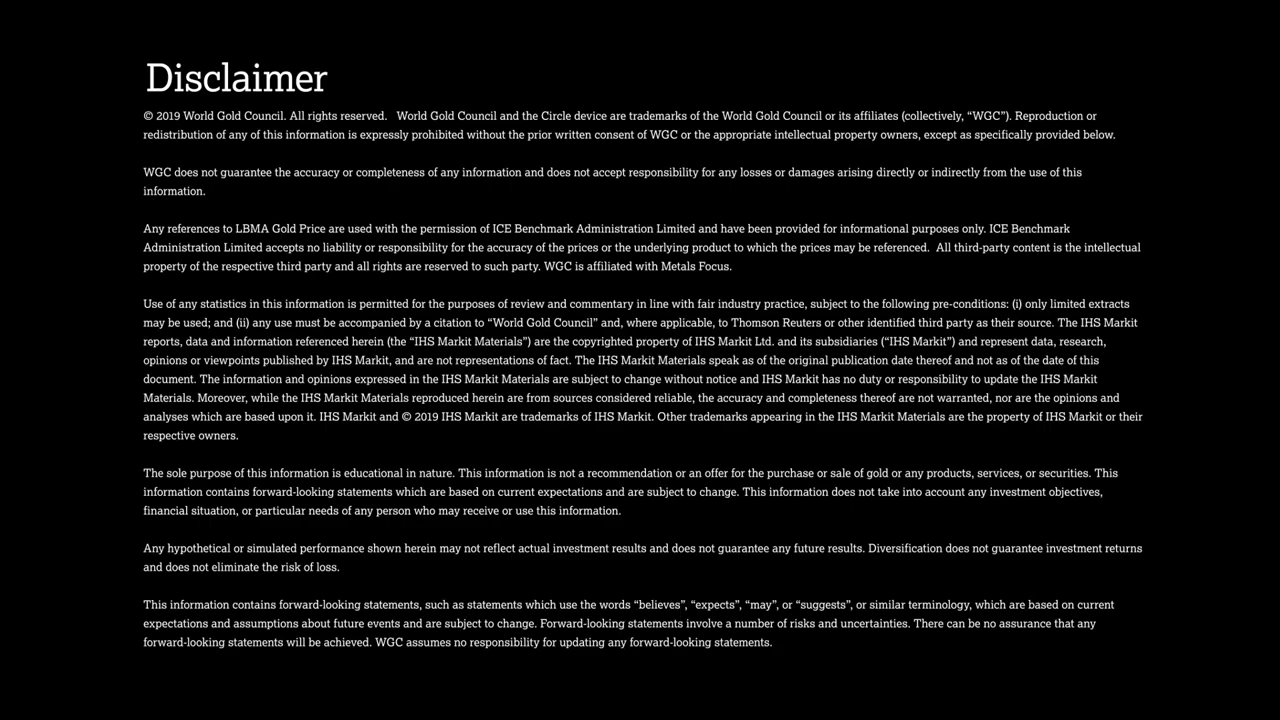 Disclaimer
© 2019 World Gold Council. All rights reserved.   World Gold Council and the Circle device are trademarks of the World Gold Council or its affiliates (collectively, “WGC”). Reproduction or
redistribution of any of this information is expressly prohibited without the prior written consent of WGC or the appropriate intellectual property owners, except as specifically provided below.
WGC does not guarantee the accuracy or completeness of any information and does not accept responsibility for any losses or damages arising directly or indirectly from the use of this
information.
Any references to LBMA Gold Price are used with the permission of ICE Benchmark Administration Limited and have been provided for informational purposes only. ICE Benchmark
Administration Limited accepts no liability or responsibility for the accuracy of the prices or the underlying product to which the prices may be referenced.  All third-party content is the intellectual
property of the respective third party and all rights are reserved to such party. WGC is affiliated with Metals Focus.
Use of any statistics in this information is permitted for the purposes of review and commentary in line with fair industry practice, subject to the following pre-conditions: (i) only limited extracts
may be used; and (ii) any use must be accompanied by a citation to “World Gold Council” and, where applicable, to Thomson Reuters or other identified third party as their source. The IHS Markit
reports, data and information referenced herein (the “IHS Markit Materials”) are the copyrighted property of IHS Markit Ltd. and its subsidiaries (“IHS Markit”) and represent data, research,
opinions or viewpoints published by IHS Markit, and are not representations of fact. The IHS Markit Materials speak as of the original publication date thereof and not as of the date of this
document. The information and opinions expressed in the IHS Markit Materials are subject to change without notice and IHS Markit has no duty or responsibility to update the IHS Markit
Materials. Moreover, while the IHS Markit Materials reproduced herein are from sources considered reliable, the accuracy and completeness thereof are not warranted, nor are the opinions and
analyses which are based upon it. IHS Markit and © 2019 IHS Markit are trademarks of IHS Markit. Other trademarks appearing in the IHS Markit Materials are the property of IHS Markit or their
respective owners.
The sole purpose of this information is educational in nature. This information is not a recommendation or an offer for the purchase or sale of gold or any products, services, or securities. This
information contains forward-looking statements which are based on current expectations and are subject to change. This information does not take into account any investment objectives,
financial situation, or particular needs of any person who may receive or use this information.
Any hypothetical or simulated performance shown herein may not reflect actual investment results and does not guarantee any future results. Diversification does not guarantee investment returns
and does not eliminate the risk of loss.
This information contains forward-looking statements, such as statements which use the words “believes”, “expects”, “may”, or “suggests”, or similar terminology, which are based on current
expectations and assumptions about future events and are subject to change. Forward-looking statements involve a number of risks and uncertainties. There can be no assurance that any
forward-looking statements will be achieved. WGC assumes no responsibility for updating any forward-looking statements.